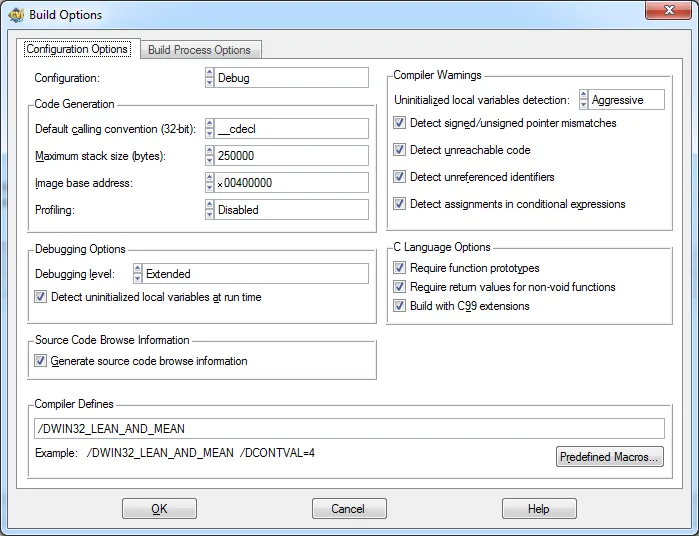 CVI Build Options
Configuration Options Build Process Options
Configuration: Debug
Code Generation
Default calling convention (32-bit): __cdecl
Maximum stack size (bytes): 250000
Image base address: x 00400000
Profiling: Disabled
Debugging Options
Debugging level: Extended
Detect uninitialized local variables at run time
Source Code Browse Information
Generate source code browse information
Compiler Warnings
Uninitialized local variables detection: Aggressive
Detect signed/unsigned pointer mismatches
Detect unreachable code
Detect unreferenced identifiers
Detect assignments in conditional expressions
C Language Options
Require function prototypes
Require return values for non-void functions
Build with C99 extensions
Compiler Defines
/DWIN32_LEAN_AND_MEAN
Example: /DWIN32_LEAN_AND_MEAN /DCONTVAL=4
Predefined Macros...
OK Cancel Help